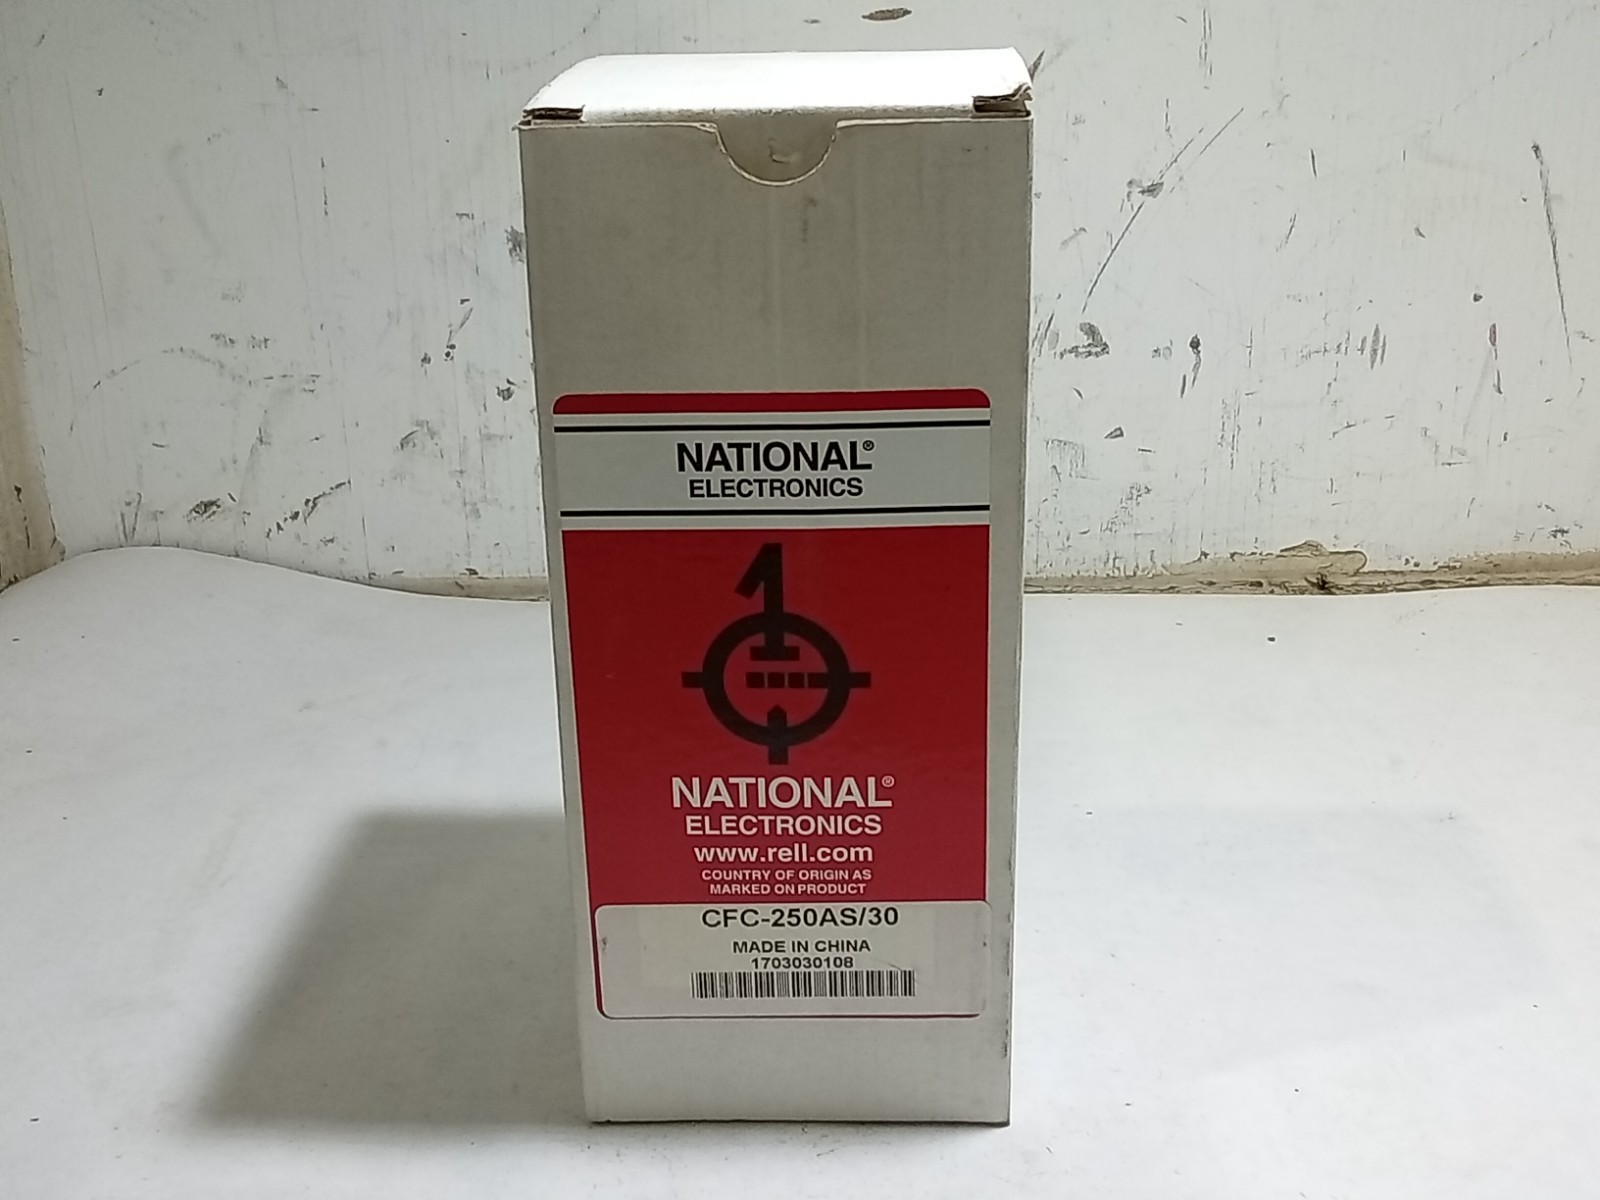 NATIONAL®
ELECTRONICS
NATIONAL®
ELECTRONICS
www.rell.com
COUNTRY OF ORIGIN AS
MARKED ON PRODUCT
CFC-250AS/30
MADE IN CHINA
1703030108